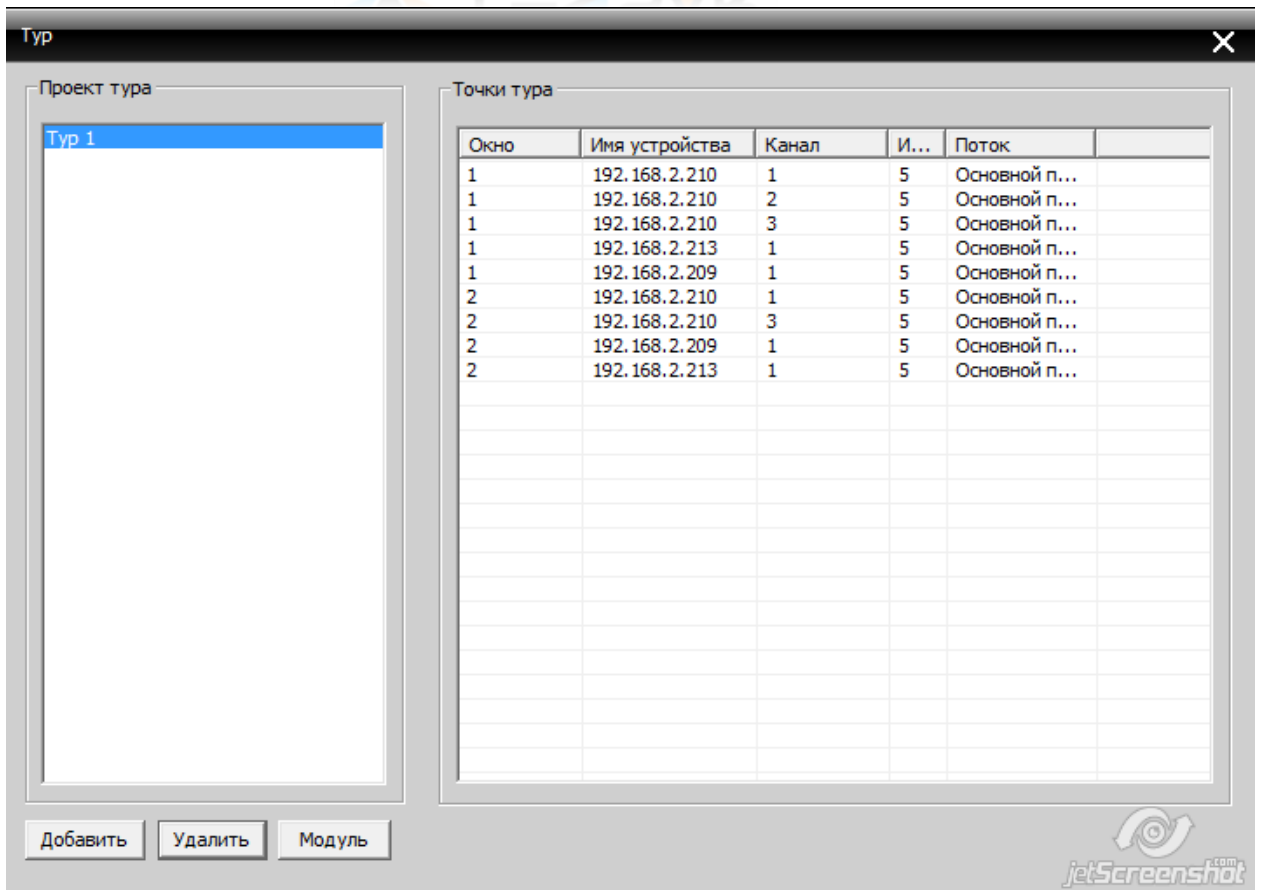 Тур
Проект тура
Тур 1
Точки тура
Окно Имя устройства Канал И... Поток
1 192.168.2.210 1 5 Основной п...
1 192.168.2.210 2 5 Основной п...
1 192.168.2.210 3 5 Основной п...
1 192.168.2.213 1 5 Основной п...
1 192.168.2.209 1 5 Основной п...
2 192.168.2.210 1 5 Основной п...
2 192.168.2.210 3 5 Основной п...
2 192.168.2.209 1 5 Основной п...
2 192.168.2.213 1 5 Основной п...
Добавить Удалить Модуль
jetScreenshot.com